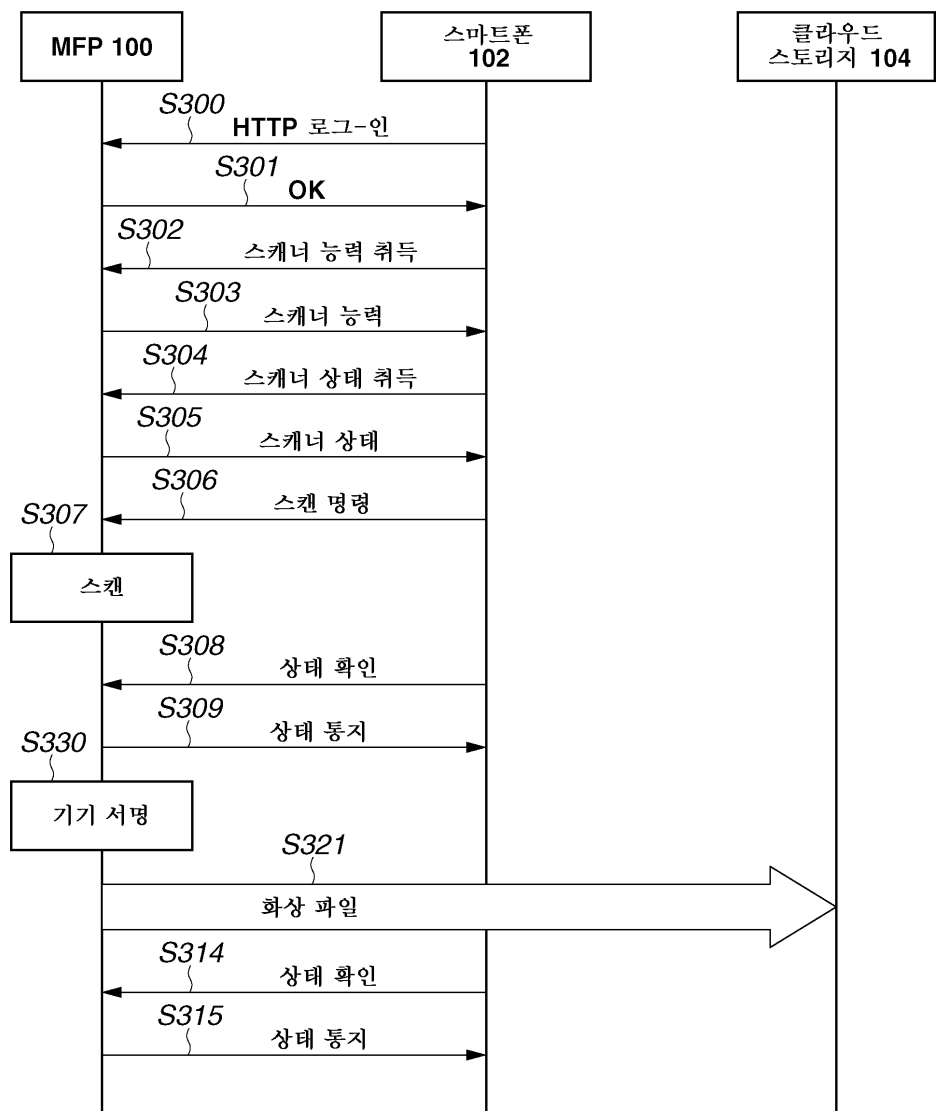 MFP 100
스마트폰
102
클라우드
스토리지 104
S300
HTTP 로그-인
S301
OK
S302
스캐너 능력 취득
S303
스캐너 능력
S304
스캐너 상태 취득
S305
스캐너 상태
S306
스캔 명령
S307
스캔
S308
상태 확인
S309
상태 통지
S330
기기 서명
S321
화상 파일
S314
상태 확인
S315
상태 통지